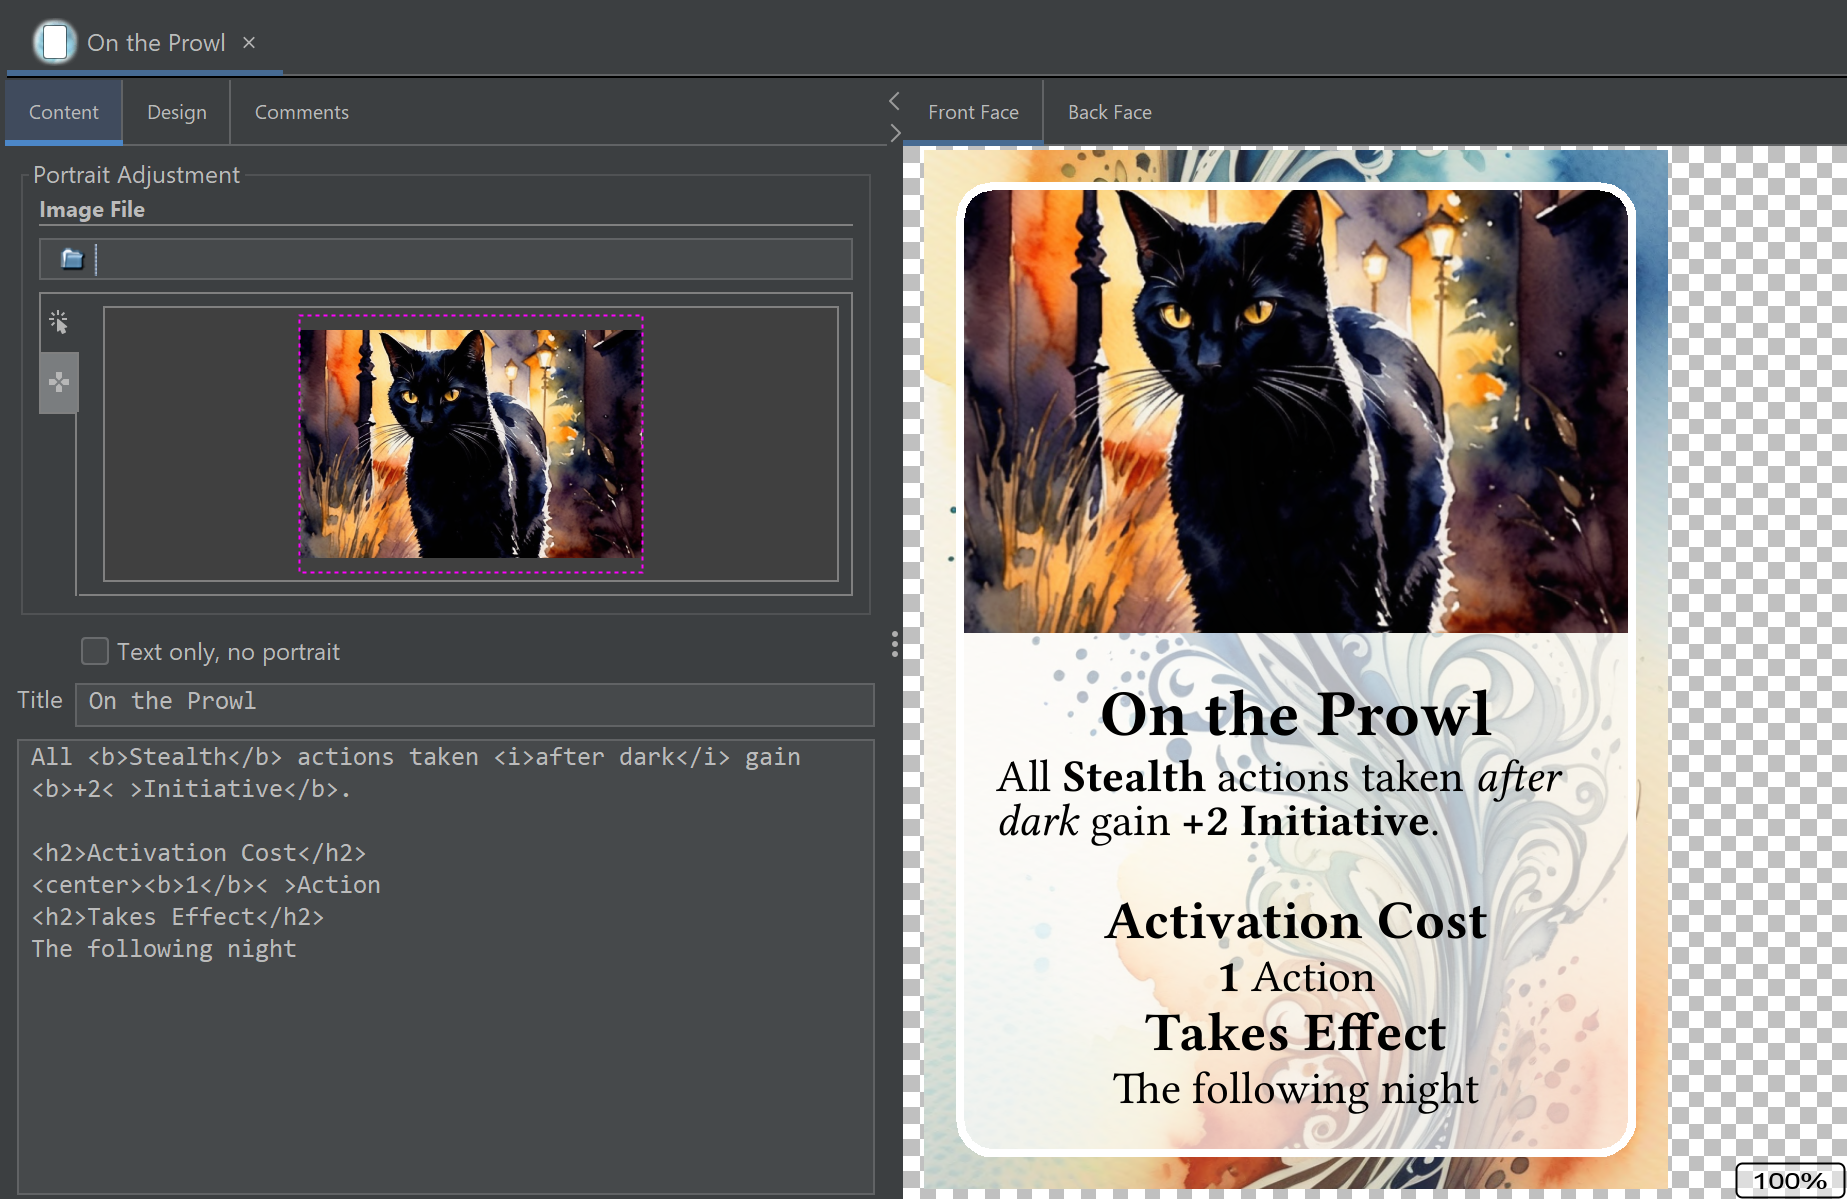 On the Prowl ×
Content Design Comments
Portrait Adjustment
Image File
Text only, no portrait
Title On the Prowl
All <b>Stealth</b> actions taken <i>after dark</i> gain
<b>+2< >Initiative</b>.
<h2>Activation Cost</h2>
<center><b>1</b>< >Action
<h2>Takes Effect</h2>
The following night
Front Face Back Face
On the Prowl
All Stealth actions taken after
dark gain +2 Initiative.
Activation Cost
1 Action
Takes Effect
The following night
100%